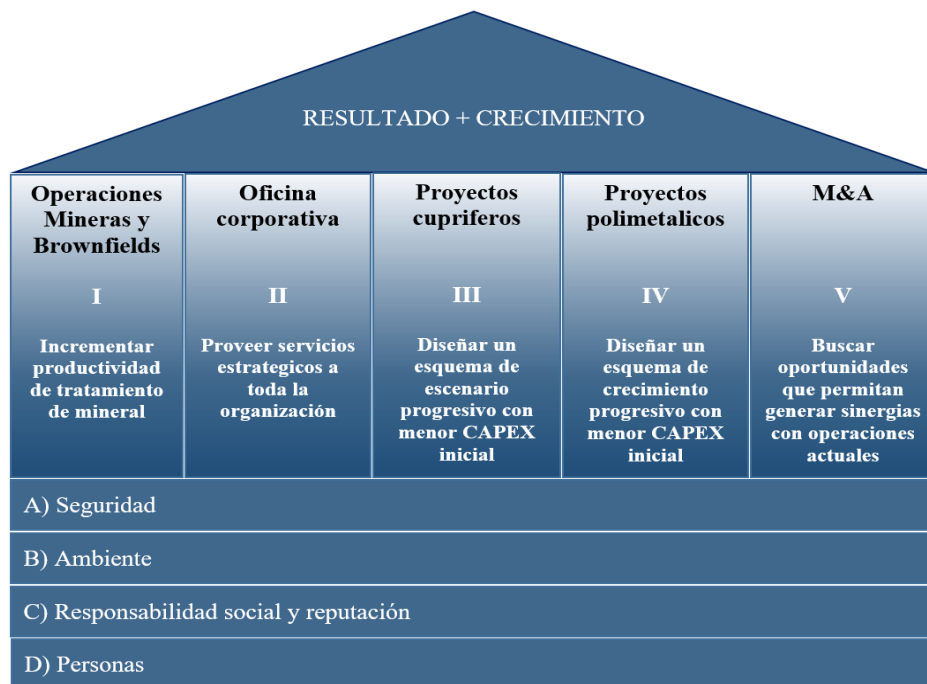 RESULTADO + CRECIMIENTO
Operaciones
Mineras y
Brownfields
I
Incrementar
productividad
de tratamiento
de mineral
Oficina
corporativa
II
Proveer servicios
estrategicos a
toda la
organización
Proyectos
cupriferos
III
Diseñar un
esquema de
escenario
progresivo con
menor CAPEX
inicial
Proyectos
polimetalicos
IV
Diseñar un
esquema de
crecimiento
progresivo con
menor CAPEX
inicial
M&A
V
Buscar
oportunidades
que permitan
generar sinergias
con operaciones
actuales
A) Seguridad
B) Ambiente
C) Responsabilidad social y reputación
D) Personas